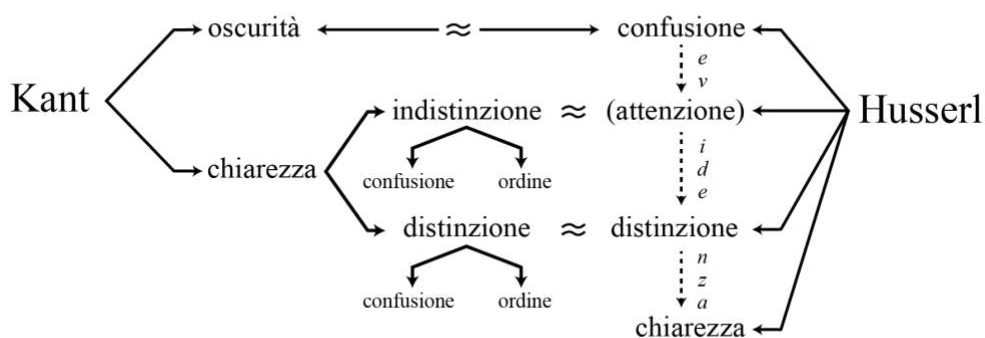 oscurità ≈ confusione
e
v
Kant indistinzione ≈ (attenzione) Husserl
i
chiarezza d
confusione ordine e
distinzione ≈ distinzione
n
z
confusione ordine a
chiarezza